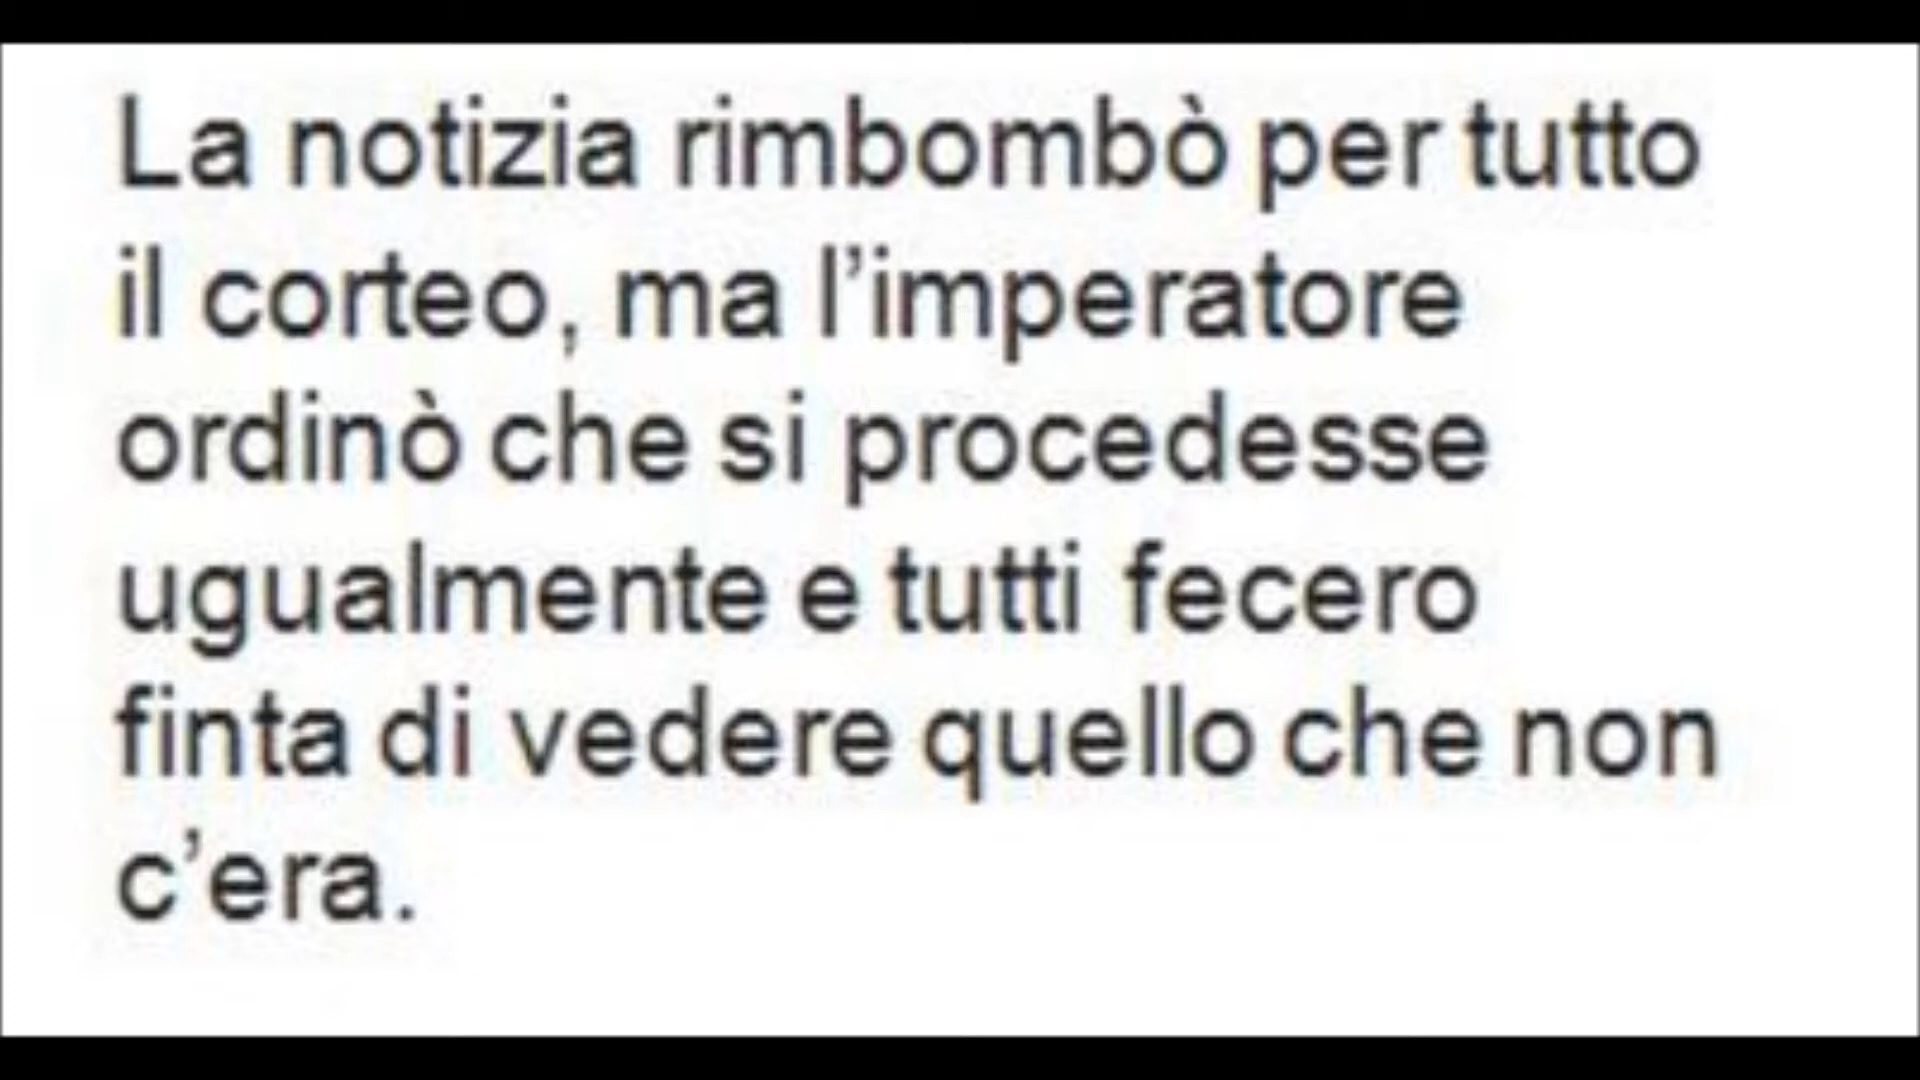 La notizia rimbombò per tutto
il corteo, ma l’imperatore
ordinò che si procedesse
ugualmente e tutti fecero
finta di vedere quello che non
c’era.